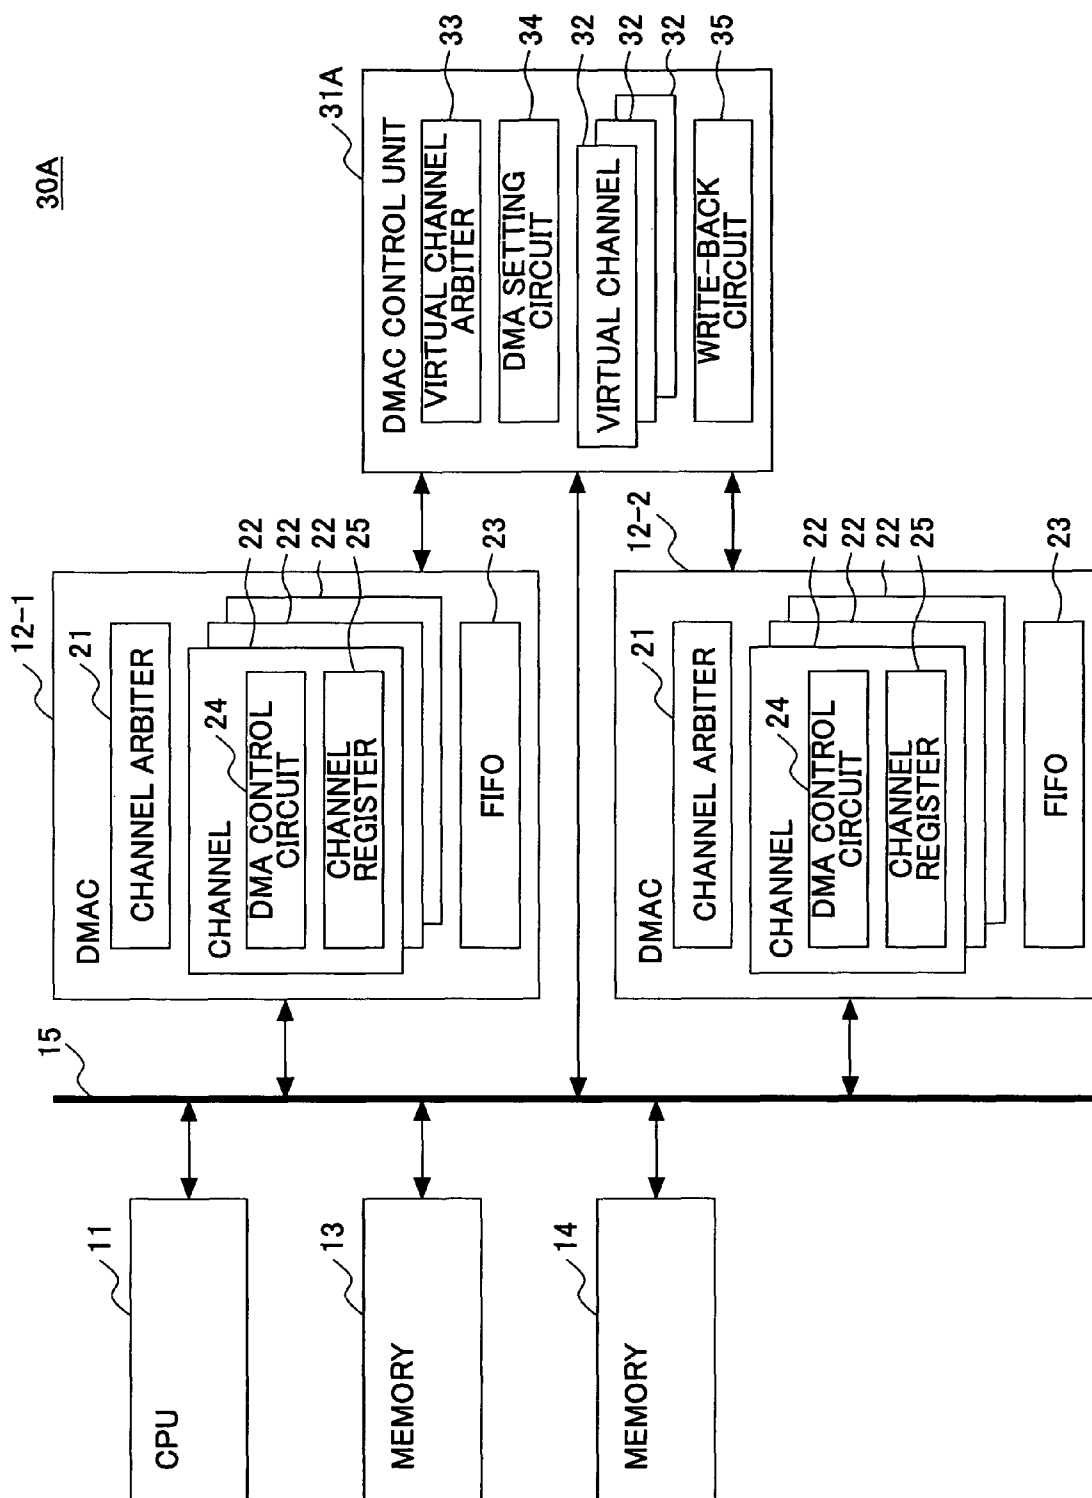 30A
11
CPU
13
MEMORY
14
MEMORY
15
12-1
DMAC
21
CHANNEL ARBITER
CHANNEL
24
DMA CONTROL
CIRCUIT
CHANNEL
REGISTER
FIFO
22
22
22
25
23
12-2
DMAC
21
CHANNEL ARBITER
CHANNEL
24
DMA CONTROL
CIRCUIT
CHANNEL
REGISTER
FIFO
22
22
22
25
23
31A
DMAC CONTROL UNIT
VIRTUAL CHANNEL
ARBITER
DMA SETTING
CIRCUIT
VIRTUAL CHANNEL
WRITE-BACK
CIRCUIT
33
34
32
32
32
35